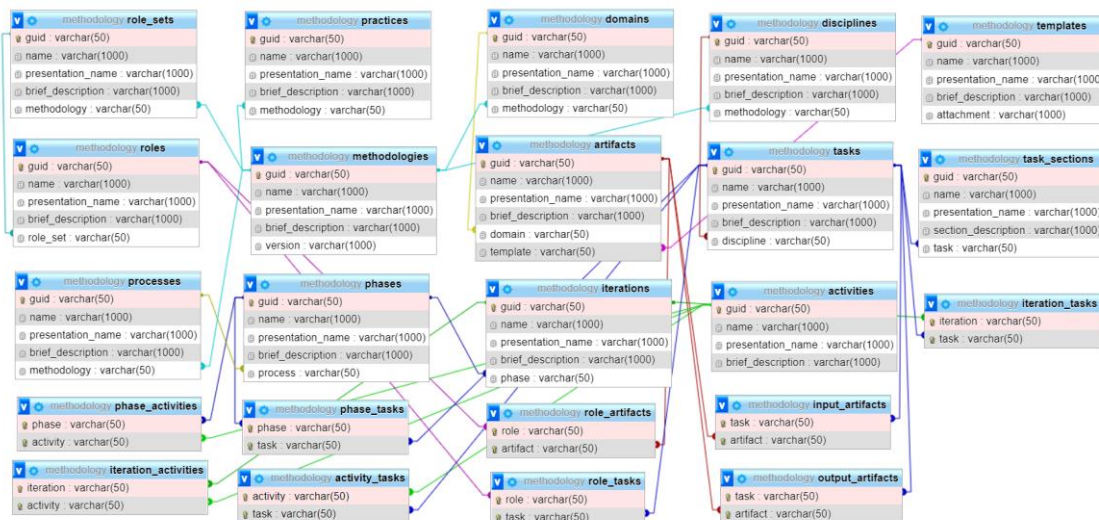 methodology role_sets
guid : varchar(50)
name : varchar(1000)
presentation_name : varchar(1000)
brief_description : varchar(1000)
methodology : varchar(50)
methodology practices
guid : varchar(50)
name : varchar(1000)
presentation_name : varchar(1000)
brief_description : varchar(1000)
methodology : varchar(50)
methodology domains
guid : varchar(50)
name : varchar(1000)
presentation_name : varchar(1000)
brief_description : varchar(1000)
methodology : varchar(50)
methodology disciplines
guid : varchar(50)
name : varchar(1000)
presentation_name : varchar(1000)
brief_description : varchar(1000)
methodology : varchar(50)
methodology templates
guid : varchar(50)
name : varchar(1000)
presentation_name : varchar(1000)
brief_description : varchar(1000)
attachment : varchar(1000)
methodology roles
guid : varchar(50)
name : varchar(1000)
presentation_name : varchar(1000)
brief_description : varchar(1000)
role_set : varchar(50)
methodology methodologies
guid : varchar(50)
name : varchar(1000)
presentation_name : varchar(1000)
brief_description : varchar(1000)
version : varchar(1000)
methodology artifacts
guid : varchar(50)
name : varchar(1000)
presentation_name : varchar(1000)
brief_description : varchar(1000)
domain : varchar(50)
template : varchar(50)
methodology tasks
guid : varchar(50)
name : varchar(1000)
presentation_name : varchar(1000)
brief_description : varchar(1000)
discipline : varchar(50)
methodology task_sections
guid : varchar(50)
name : varchar(1000)
presentation_name : varchar(1000)
section_description : varchar(1000)
task : varchar(50)
methodology processes
guid : varchar(50)
name : varchar(1000)
presentation_name : varchar(1000)
brief_description : varchar(1000)
methodology : varchar(50)
methodology phases
guid : varchar(50)
name : varchar(1000)
presentation_name : varchar(1000)
brief_description : varchar(1000)
process : varchar(50)
methodology iterations
guid : varchar(50)
name : varchar(1000)
presentation_name : varchar(1000)
brief_description : varchar(1000)
phase : varchar(50)
methodology activities
guid : varchar(50)
name : varchar(1000)
presentation_name : varchar(1000)
brief_description : varchar(1000)
methodology iteration_tasks
iteration : varchar(50)
task : varchar(50)
methodology phase_activities
phase : varchar(50)
activity : varchar(50)
methodology phase_tasks
phase : varchar(50)
task : varchar(50)
methodology role_artifacts
role : varchar(50)
artifact : varchar(50)
methodology input_artifacts
task : varchar(50)
artifact : varchar(50)
methodology iteration_activities
iteration : varchar(50)
activity : varchar(50)
methodology activity_tasks
activity : varchar(50)
task : varchar(50)
methodology role_tasks
role : varchar(50)
task : varchar(50)
methodology output_artifacts
task : varchar(50)
artifact : varchar(50)